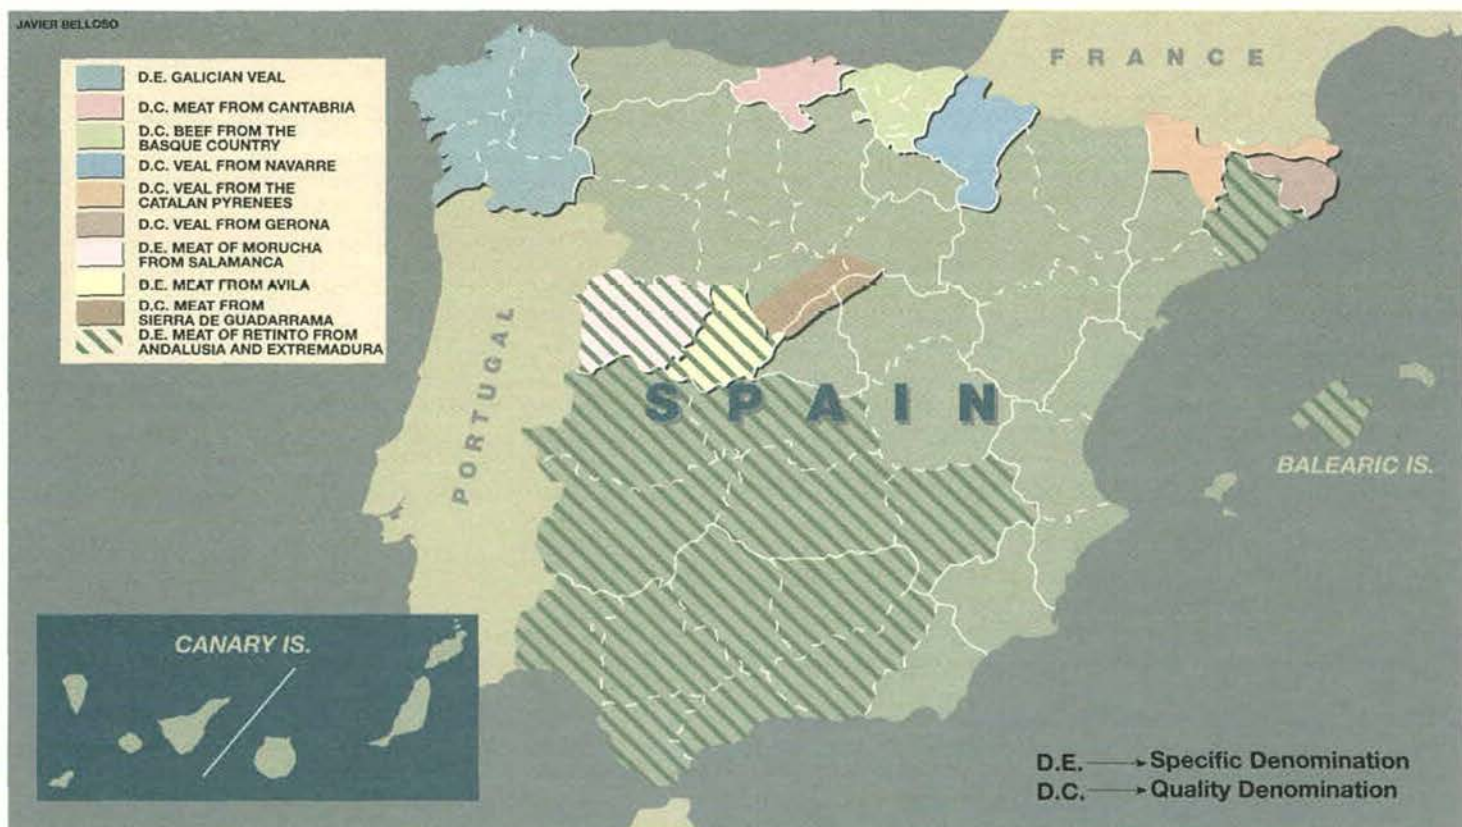 JAVIER BELLOSO
D.E. GALICIAN VEAL
D.C. MEAT FROM CANTABRIA
D.C. BEEF FROM THE
BASQUE COUNTRY
D.C. VEAL FROM NAVARRE
D.C. VEAL FROM THE
CATALAN PYRENEES
D.C. VEAL FROM GERONA
D.E. MEAT OF MORUCHA
FROM SALAMANCA
D.E. MEAT FROM AVILA
D.C. MEAT FROM
SIERRA DE GUADARRAMA
D.E. MEAT OF RETINTO FROM
ANDALUSIA AND EXTREMADURA
FRANCE
PORTUGAL
SPAIN
BALEARIC IS.
CANARY IS.
D.E. → Specific Denomination
D.C. → Quality Denomination